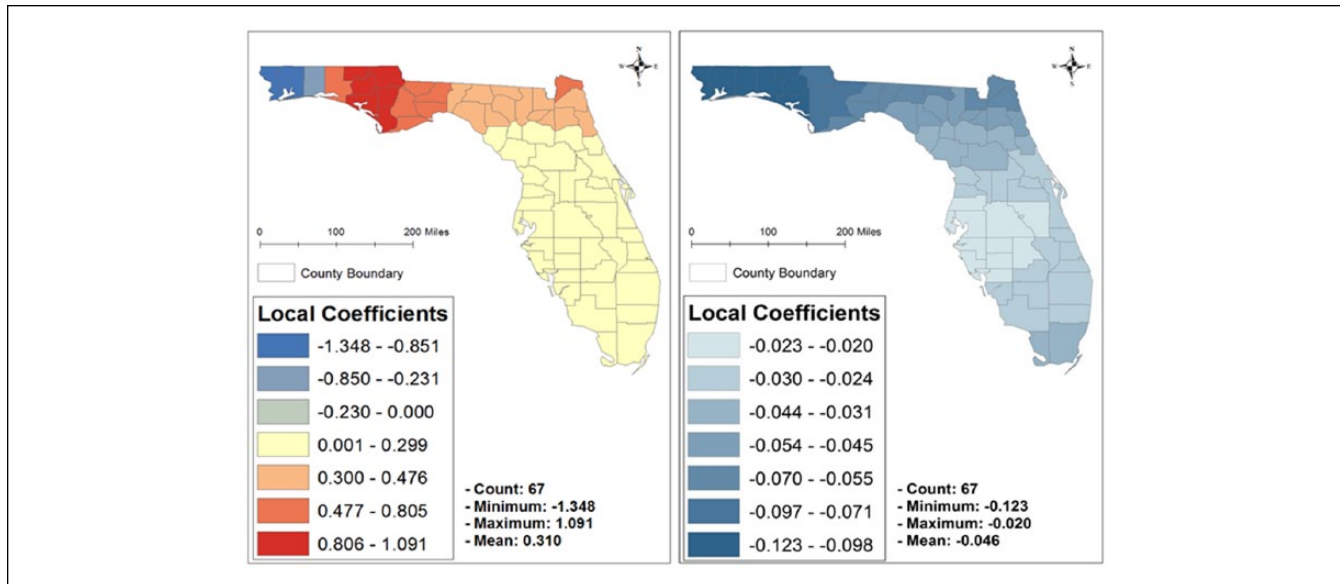 N
W E
S
0 100 200 Miles
County Boundary
Local Coefficients
-1.348 - -0.851
-0.850 - -0.231
-0.230 - 0.000
0.001 - 0.299
0.300 - 0.476
0.477 - 0.805
0.806 - 1.091
- Count: 67
- Minimum: -1.348
- Maximum: 1.091
- Mean: 0.310
N
W E
S
0 100 200 Miles
County Boundary
Local Coefficients
-0.023 - -0.020
-0.030 - -0.024
-0.044 - -0.031
-0.054 - -0.045
-0.070 - -0.055
-0.097 - -0.071
-0.123 - -0.098
- Count: 67
- Minimum: -0.123
- Maximum: -0.020
- Mean: -0.046